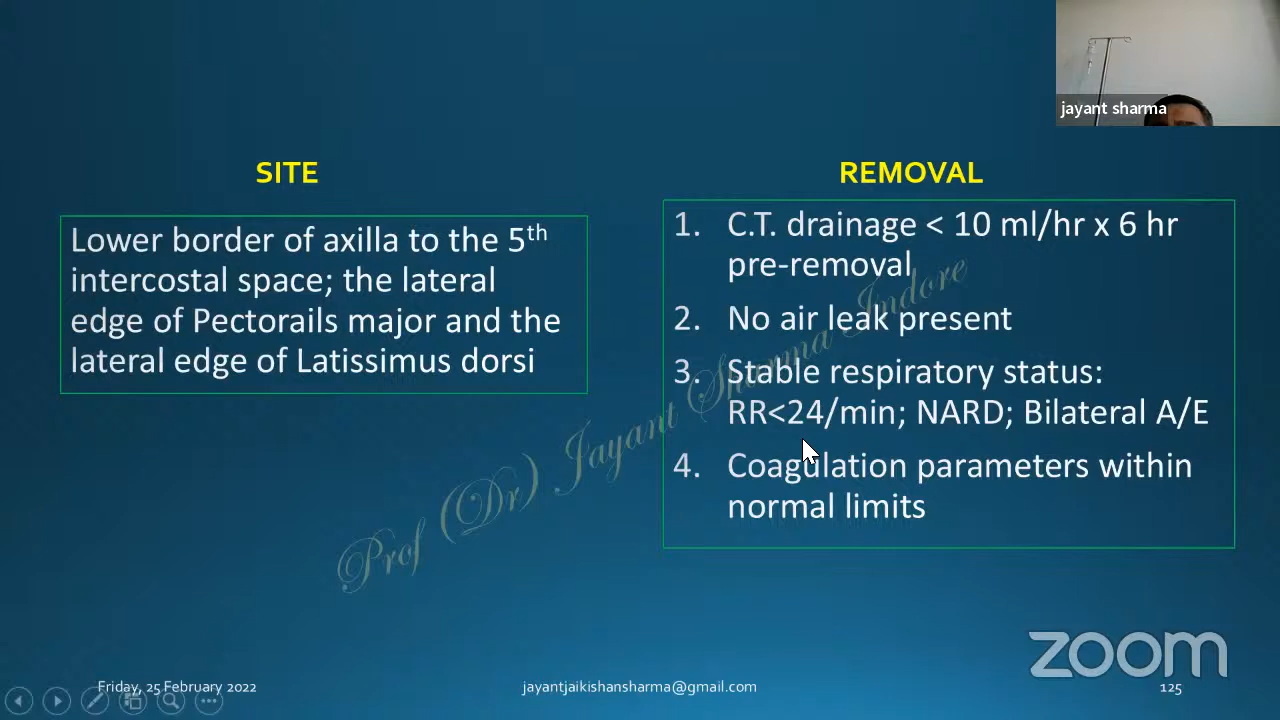 jayant sharma
SITE
Lower border of axilla to the 5th
intercostal space; the lateral
edge of Pectorails major and the
lateral edge of Latissimus dorsi
REMOVAL
1. C.T. drainage < 10 ml/hr x 6 hr
pre-removal
2. No air leak present
3. Stable respiratory status:
RR<24/min; NARD; Bilateral A/E
4. Coagulation parameters within
normal limits
Prof (Dr) Jayant Sharma Indore
zoom
Friday, 25 February 2022
jayantjaikishansharma@gmail.com
125